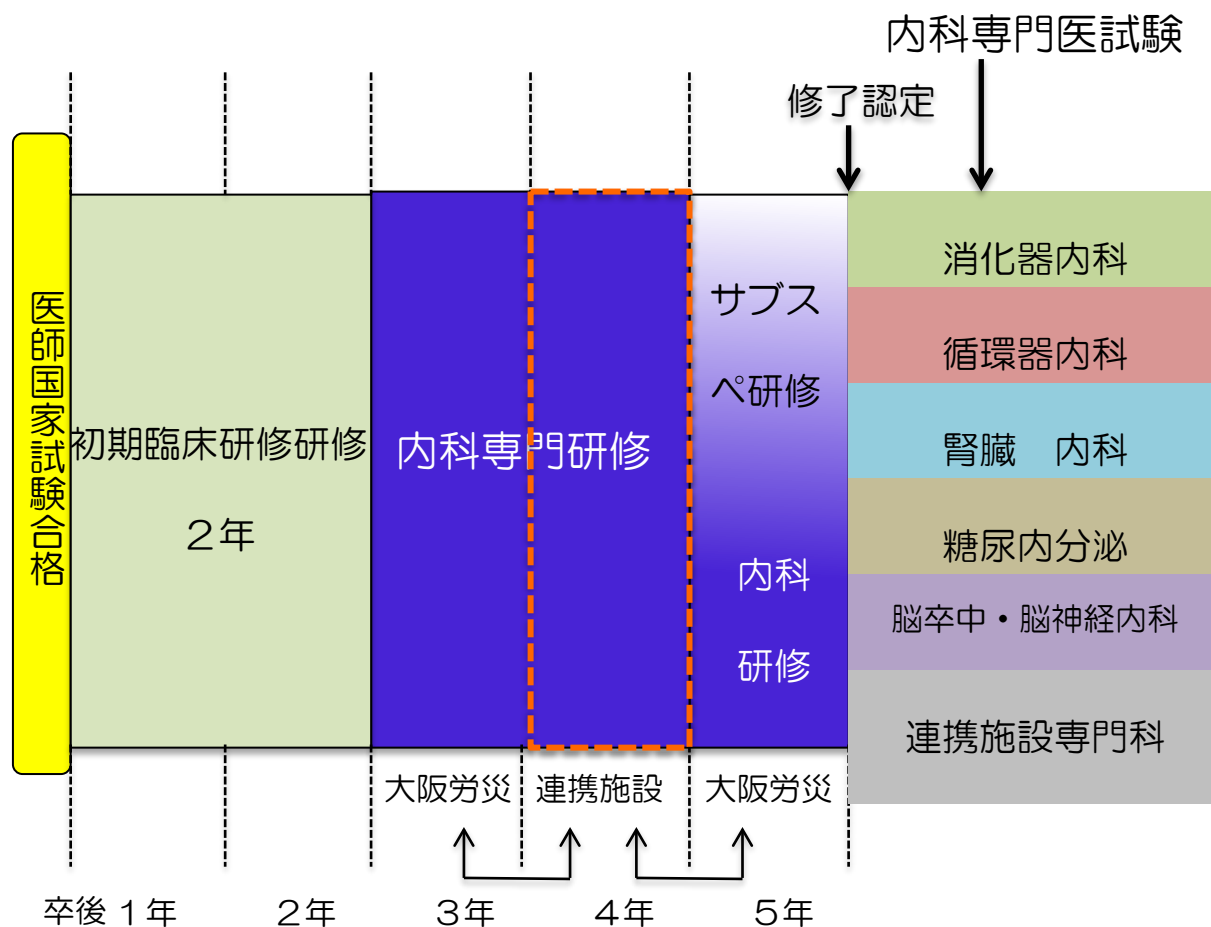 内科専門医試験
修了認定
医師国家試験合格
初期臨床研修研修
２年
内科専門研修
サブス
ペ研修
内科
研修
消化器内科
循環器内科
腎臓　内科
糖尿内分泌
脳卒中・脳神経内科
連携施設専門科
大阪労災
連携施設
大阪労災
卒後１年
２年
３年
４年
５年